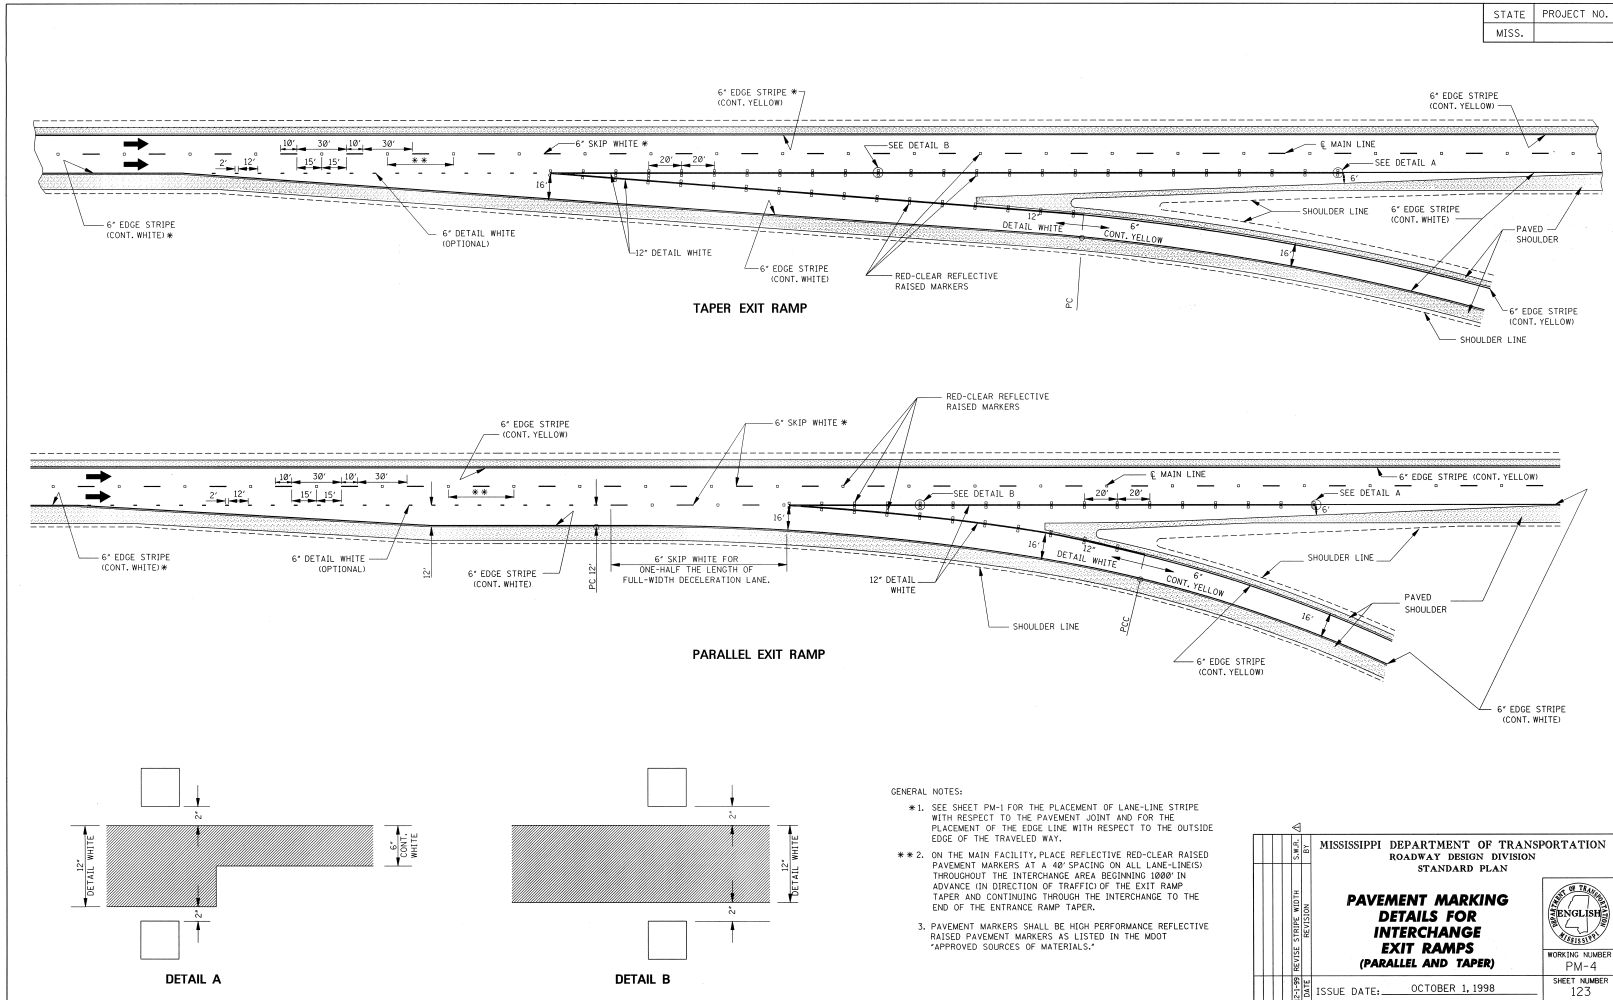 STATE PROJECT NO.
MISS.
6" EDGE STRIPE *
(CONT. YELLOW)
6" EDGE STRIPE
(CONT. YELLOW)
10' 30' 10' 30'
6" SKIP WHITE *
SEE DETAIL B
℄ MAIN LINE
2' 12' 15' 15' * *
20' 20'
SEE DETAIL A
6'
16'
6" EDGE STRIPE
(CONT. WHITE) *
6" DETAIL WHITE
(OPTIONAL)
12" DETAIL WHITE
6" EDGE STRIPE
(CONT. WHITE)
RED-CLEAR REFLECTIVE
RAISED MARKERS
12"
DETAIL WHITE
6"
CONT. YELLOW
PC
SHOULDER LINE
6" EDGE STRIPE
(CONT. WHITE)
PAVED
SHOULDER
16'
6" EDGE STRIPE
(CONT. YELLOW)
SHOULDER LINE
TAPER EXIT RAMP
RED-CLEAR REFLECTIVE
RAISED MARKERS
6" EDGE STRIPE
(CONT. YELLOW)
6" SKIP WHITE *
10' 30' 10' 30'
℄ MAIN LINE
6" EDGE STRIPE (CONT. YELLOW)
2' 12' 15' 15' * *
SEE DETAIL B
20' 20'
SEE DETAIL A
6'
16'
6" EDGE STRIPE
(CONT. WHITE) *
6" DETAIL WHITE
(OPTIONAL)
12'
6" EDGE STRIPE
(CONT. WHITE)
PC 12'
6" SKIP WHITE FOR
ONE-HALF THE LENGTH OF
FULL-WIDTH DECELERATION LANE.
12" DETAIL
WHITE
16'
12"
DETAIL WHITE
6"
CONT. YELLOW
SHOULDER LINE
PAVED
SHOULDER
16'
SHOULDER LINE
PCC
6" EDGE STRIPE
(CONT. YELLOW)
6" EDGE STRIPE
(CONT. WHITE)
PARALLEL EXIT RAMP
2"
12"
DETAIL WHITE
6"
CONT.
WHITE
2"
DETAIL A
2"
12"
DETAIL WHITE
2"
DETAIL B
GENERAL NOTES:
* 1. SEE SHEET PM-1 FOR THE PLACEMENT OF LANE-LINE STRIPE
WITH RESPECT TO THE PAVEMENT JOINT AND FOR THE
PLACEMENT OF THE EDGE LINE WITH RESPECT TO THE OUTSIDE
EDGE OF THE TRAVELED WAY.
* * 2. ON THE MAIN FACILITY, PLACE REFLECTIVE RED-CLEAR RAISED
PAVEMENT MARKERS AT A 40' SPACING ON ALL LANE-LINE(S)
THROUGHOUT THE INTERCHANGE AREA BEGINNING 1000' IN
ADVANCE (IN DIRECTION OF TRAFFIC) OF THE EXIT RAMP
TAPER AND CONTINUING THROUGH THE INTERCHANGE TO THE
END OF THE ENTRANCE RAMP TAPER.
3. PAVEMENT MARKERS SHALL BE HIGH PERFORMANCE REFLECTIVE
RAISED PAVEMENT MARKERS AS LISTED IN THE MDOT
"APPROVED SOURCES OF MATERIALS."
S.W.R.
BY
REVISE STRIPE WIDTH
REVISION
2-1-99
DATE
MISSISSIPPI DEPARTMENT OF TRANSPORTATION
ROADWAY DESIGN DIVISION
STANDARD PLAN
PAVEMENT MARKING
DETAILS FOR
INTERCHANGE
EXIT RAMPS
(PARALLEL AND TAPER)
ISSUE DATE: OCTOBER 1, 1998
DEPARTMENT OF TRANSPORTATION
ENGLISH
MISSISSIPPI
WORKING NUMBER
PM-4
SHEET NUMBER
123